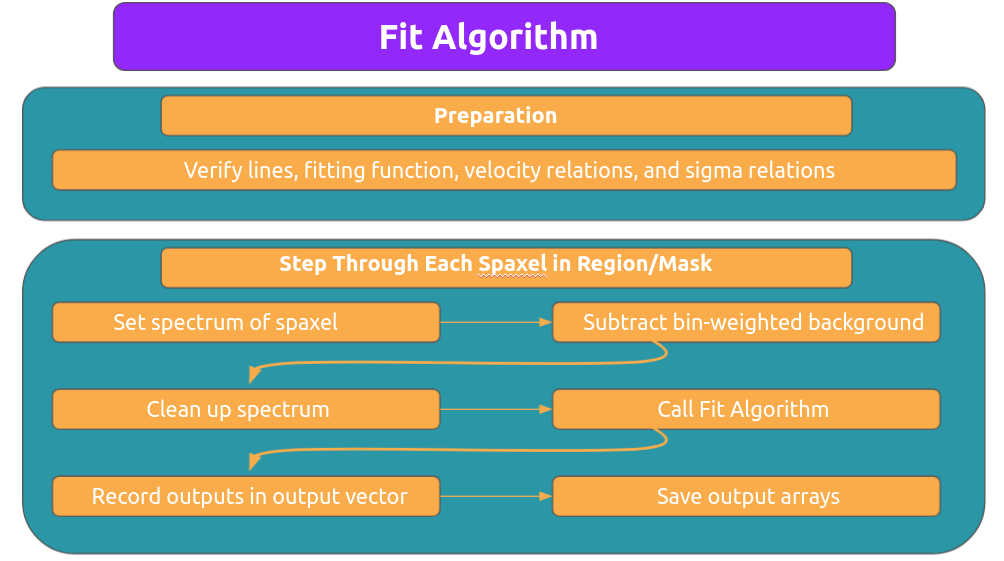 Fit Algorithm
Preparation
Verify lines, fitting function, velocity relations, and sigma relations
Step Through Each Spaxel in Region/Mask
Set spectrum of spaxel
Subtract bin-weighted background
Clean up spectrum
Call Fit Algorithm
Record outputs in output vector
Save output arrays